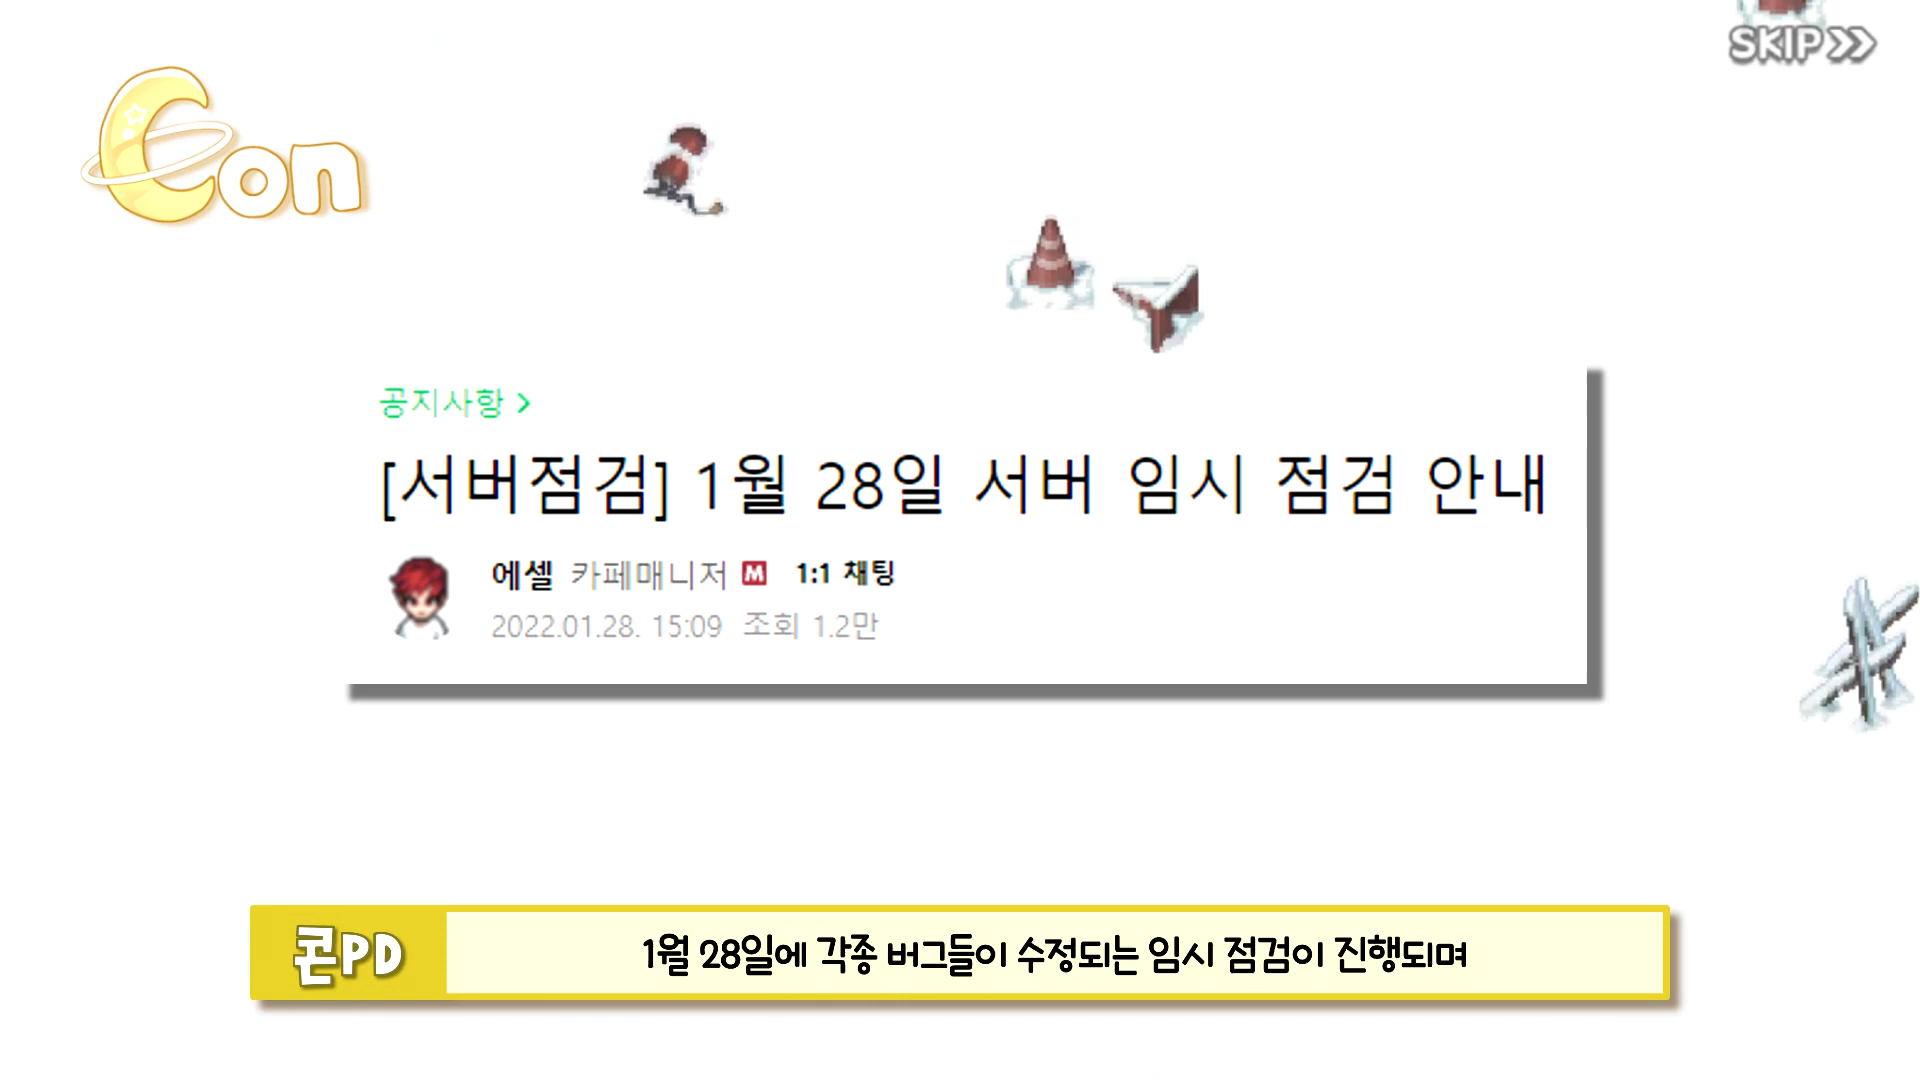 SKIP
Con
공지사항 >
[서버점검] 1월 28일 서버 임시 점검 안내
에셀 카페매니저 M 1:1 채팅
2022.01.28. 15:09 조회 1.2만
콘PD
1월 28일에 각종 버그들이 수정되는 임시 점검이 진행되며